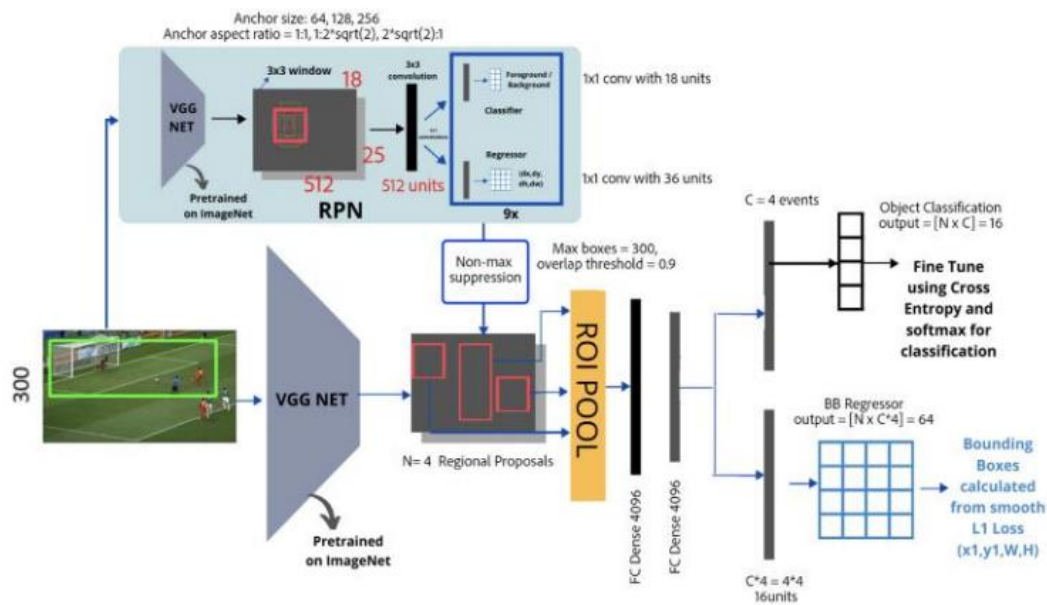 Anchor size: 64, 128, 256
Anchor aspect ratio = 1:1, 1:2*sqrt(2), 2*sqrt(2):1
3x3 window
18
3x3
convolution
VGG
NET
25
512
512 units
Pretrained
on ImageNet
RPN
Foreground /
Background
Classifier
1x1
convolution
Regressor
(dx,dy,
dh,dw)
9x
1x1 conv with 18 units
1x1 conv with 36 units
Non-max
suppression
Max boxes = 300,
overlap threshold = 0.9
300
VGG NET
Pretrained
on ImageNet
N= 4 Regional Proposals
ROI POOL
FC Dense 4096
FC Dense 4096
C = 4 events
Object Classification
output = [N x C] = 16
Fine Tune
using Cross
Entropy and
softmax for
classification
BB Regressor
output = [N x C*4] = 64
Bounding
Boxes
calculated
from smooth
L1 Loss
(x1,y1,W,H)
C*4 = 4*4
16units